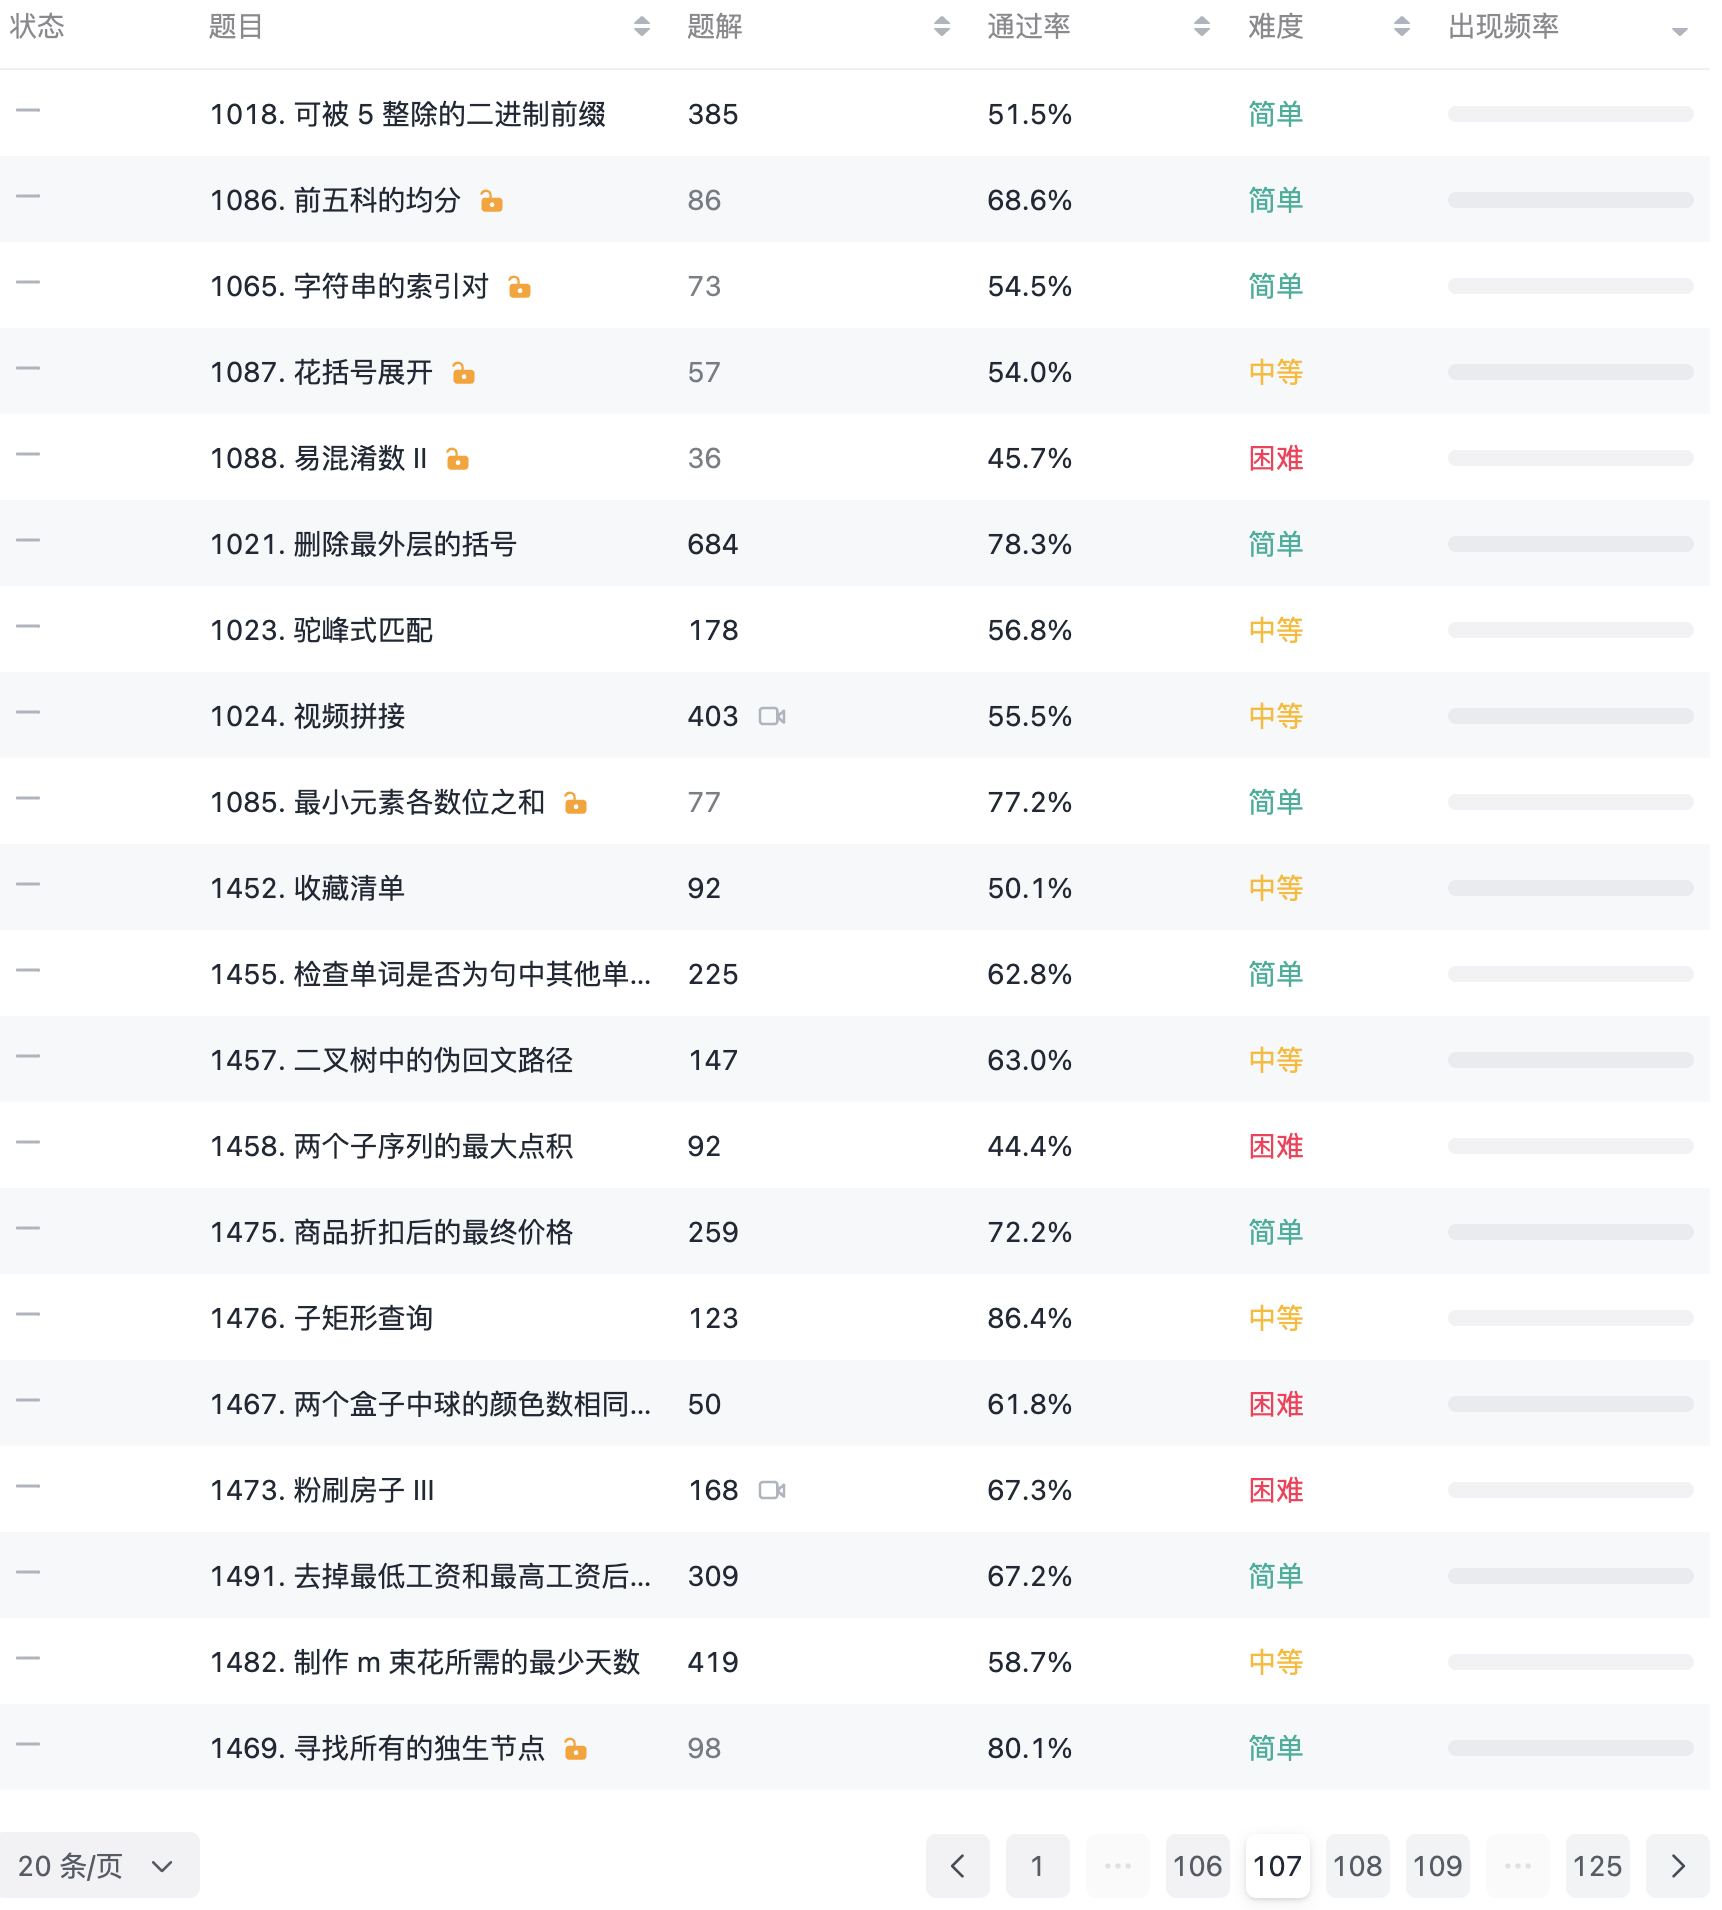 状态 题目 题解 通过率 难度 出现频率
1018. 可被 5 整除的二进制前缀 385 51.5% 简单
1086. 前五科的均分 86 68.6% 简单
1065. 字符串的索引对 73 54.5% 简单
1087. 花括号展开 57 54.0% 中等
1088. 易混淆数 II 36 45.7% 困难
1021. 删除最外层的括号 684 78.3% 简单
1023. 驼峰式匹配 178 56.8% 中等
1024. 视频拼接 403 55.5% 中等
1085. 最小元素各数位之和 77 77.2% 简单
1452. 收藏清单 92 50.1% 中等
1455. 检查单词是否为句中其他单... 225 62.8% 简单
1457. 二叉树中的伪回文路径 147 63.0% 中等
1458. 两个子序列的最大点积 92 44.4% 困难
1475. 商品折扣后的最终价格 259 72.2% 简单
1476. 子矩形查询 123 86.4% 中等
1467. 两个盒子中球的颜色数相同... 50 61.8% 困难
1473. 粉刷房子 III 168 67.3% 困难
1491. 去掉最低工资和最高工资后... 309 67.2% 简单
1482. 制作 m 束花所需的最少天数 419 58.7% 中等
1469. 寻找所有的独生节点 98 80.1% 简单
20 条/页 1 ... 106 107 108 109 ... 125